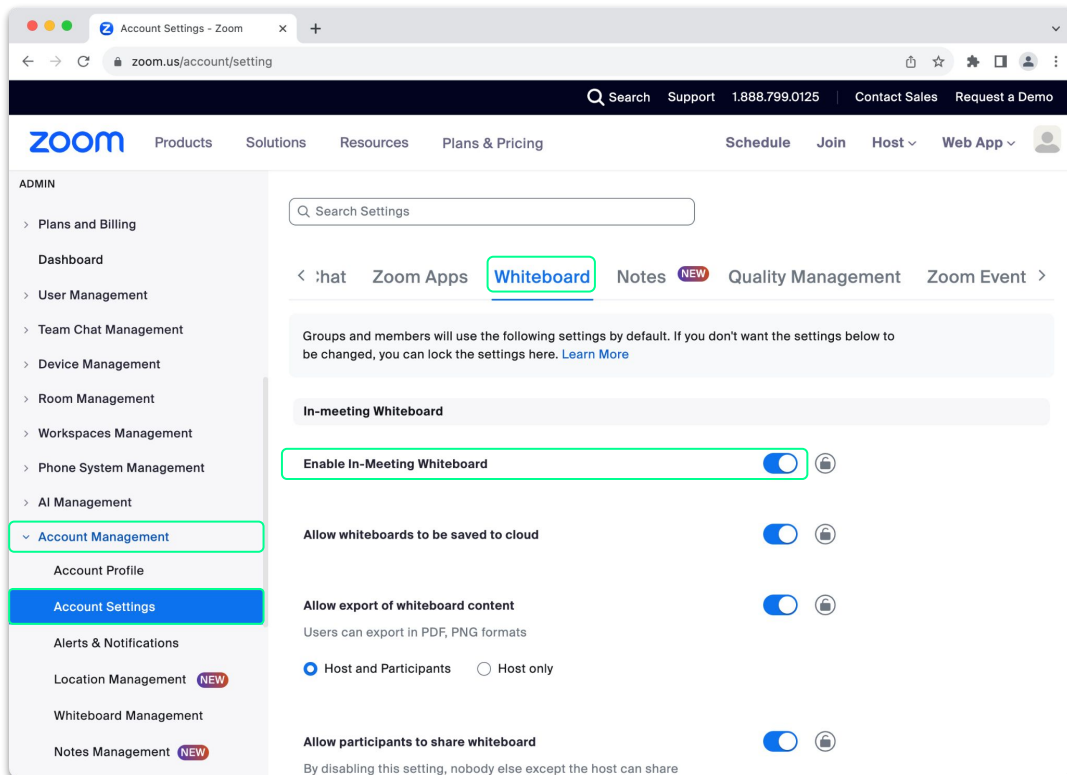 Account Settings - Zoom
zoom.us/account/setting
Search Support 1.888.799.0125 Contact Sales Request a Demo
zoom Products Solutions Resources Plans & Pricing Schedule Join Host Web App
ADMIN
Plans and Billing
Dashboard
User Management
Team Chat Management
Device Management
Room Management
Workspaces Management
Phone System Management
AI Management
Account Management
Account Profile
Account Settings
Alerts & Notifications
Location Management NEW
Whiteboard Management
Notes Management NEW
Search Settings
Zoom Apps Whiteboard Notes NEW Quality Management Zoom Event
Groups and members will use the following settings by default. If you don't want the settings below to
be changed, you can lock the settings here. Learn More
In-meeting Whiteboard
Enable In-Meeting Whiteboard
Allow whiteboards to be saved to cloud
Allow export of whiteboard content
Users can export in PDF, PNG formats
Host and Participants Host only
Allow participants to share whiteboard
By disabling this setting, nobody else except the host can share